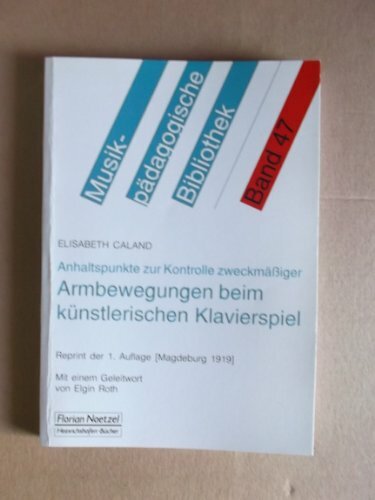 Musik-
pädagogische
Bibliothek
Band 47
ELISABETH CALAND
Anhaltspunkte zur Kontrolle zweckmäßiger
Armbewegungen beim
künstlerischen Klavierspiel
Reprint der 1. Auflage [Magdeburg 1919]
Mit einem Geleitwort
von Elgin Roth
Florian Noetzel
Heinrichshofen-Bücher